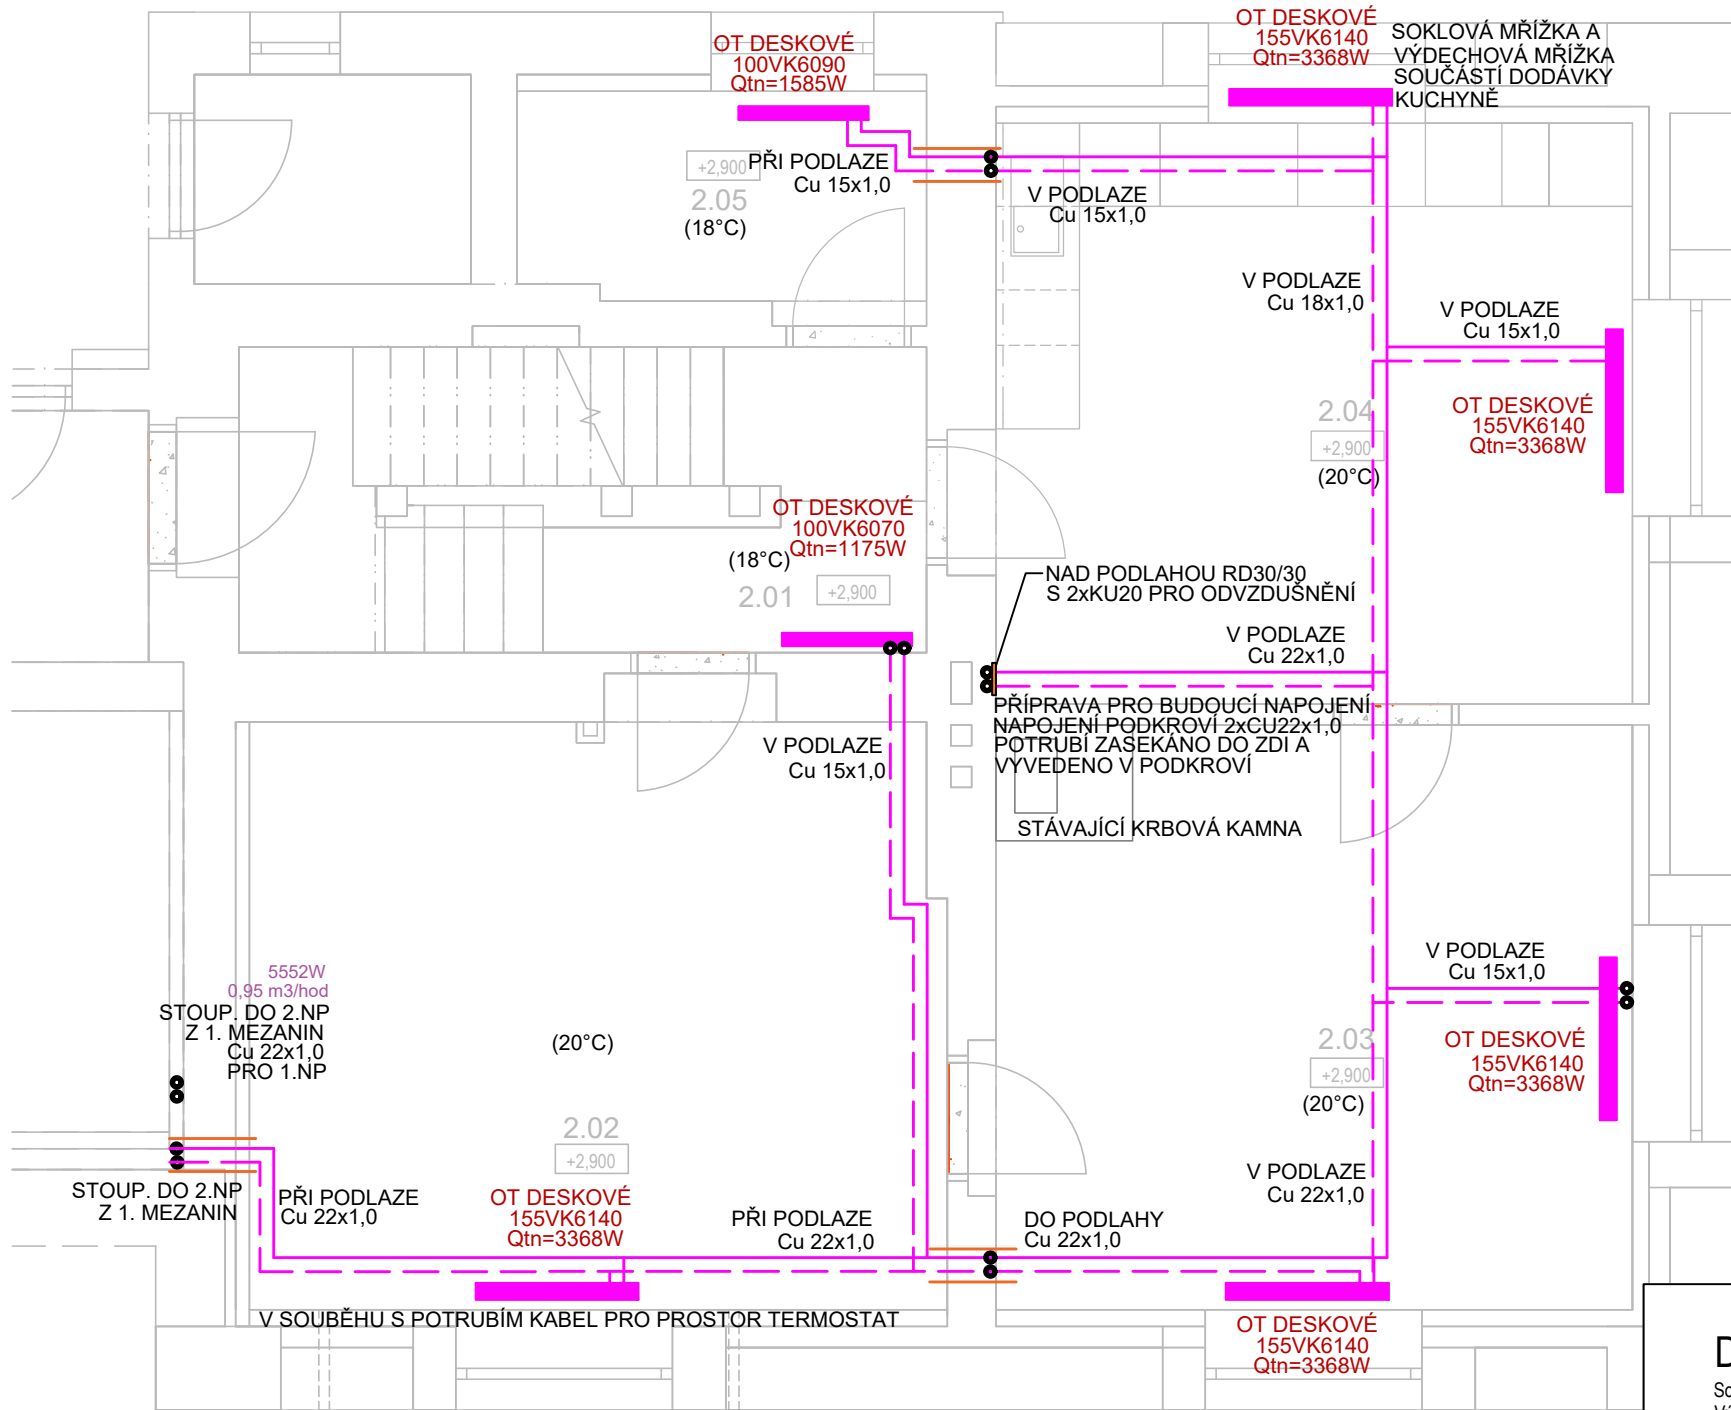 OT DESKOVÉ
100VK6090
Qtn=1585W
OT DESKOVÉ
155VK6140
Qtn=3368W
SOKLOVÁ MŘÍŽKA A
VÝDECHOVÁ MŘÍŽKA
SOUČÁSTÍ DODÁVKY
KUCHYNĚ
+2,900
2.05
(18°C)
PŘI PODLAZE
Cu 15x1,0
V PODLAZE
Cu 15x1,0
V PODLAZE
Cu 18x1,0
V PODLAZE
Cu 15x1,0
2.04
+2,900
(20°C)
OT DESKOVÉ
155VK6140
Qtn=3368W
OT DESKOVÉ
100VK6070
Qtn=1175W
(18°C)
2.01
+2,900
NAD PODLAHOU RD30/30
S 2xKU20 PRO ODVZDUŠNĚNÍ
V PODLAZE
Cu 22x1,0
PŘÍPRAVA PRO BUDOUCÍ NAPOJENÍ
NAPOJENÍ PODKROVÍ 2xCU22x1,0
POTRUBÍ ZASEKÁNO DO ZDI A
VYVEDENO V PODKROVÍ
V PODLAZE
Cu 15x1,0
STÁVAJÍCÍ KRBOVÁ KAMNA
5552W
0,95 m3/hod
STOUP. DO 2.NP
Z 1. MEZANIN
Cu 22x1,0
PRO 1.NP
(20°C)
V PODLAZE
Cu 15x1,0
2.03
+2,900
(20°C)
OT DESKOVÉ
155VK6140
Qtn=3368W
2.02
+2,900
STOUP. DO 2.NP
Z 1. MEZANIN
PŘI PODLAZE
Cu 22x1,0
OT DESKOVÉ
155VK6140
Qtn=3368W
PŘI PODLAZE
Cu 22x1,0
DO PODLAHY
Cu 22x1,0
V PODLAZE
Cu 22x1,0
V SOUBĚHU S POTRUBÍM KABEL PRO PROSTOR TERMOSTAT
OT DESKOVÉ
155VK6140
Qtn=3368W